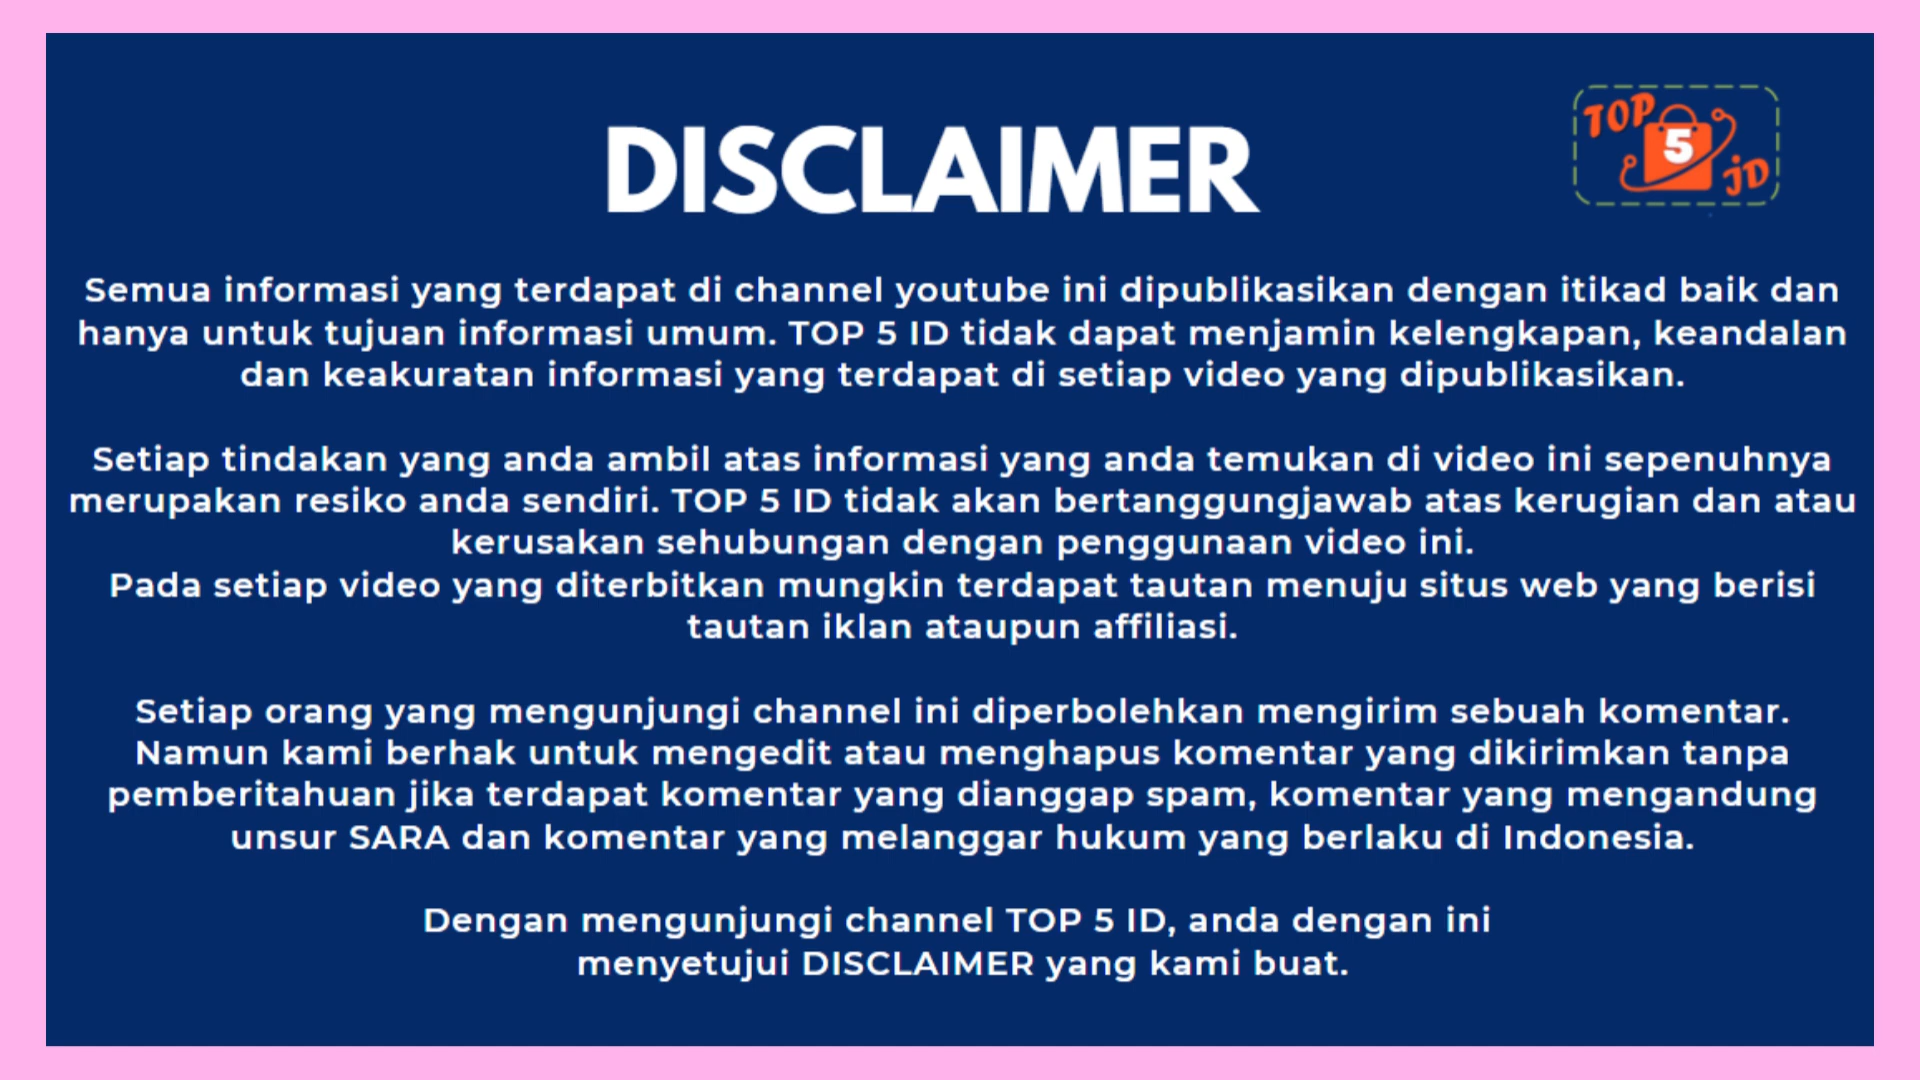 DISCLAIMER
TOP
5
ID
Semua informasi yang terdapat di channel youtube ini dipublikasikan dengan itikad baik dan
hanya untuk tujuan informasi umum. TOP 5 ID tidak dapat menjamin kelengkapan, keandalan
dan keakuratan informasi yang terdapat di setiap video yang dipublikasikan.
Setiap tindakan yang anda ambil atas informasi yang anda temukan di video ini sepenuhnya
merupakan resiko anda sendiri. TOP 5 ID tidak akan bertanggungjawab atas kerugian dan atau
kerusakan sehubungan dengan penggunaan video ini.
Pada setiap video yang diterbitkan mungkin terdapat tautan menuju situs web yang berisi
tautan iklan ataupun affiliasi.
Setiap orang yang mengunjungi channel ini diperbolehkan mengirim sebuah komentar.
Namun kami berhak untuk mengedit atau menghapus komentar yang dikirimkan tanpa
pemberitahuan jika terdapat komentar yang dianggap spam, komentar yang mengandung
unsur SARA dan komentar yang melanggar hukum yang berlaku di Indonesia.
Dengan mengunjungi channel TOP 5 ID, anda dengan ini
menyetujui DISCLAIMER yang kami buat.